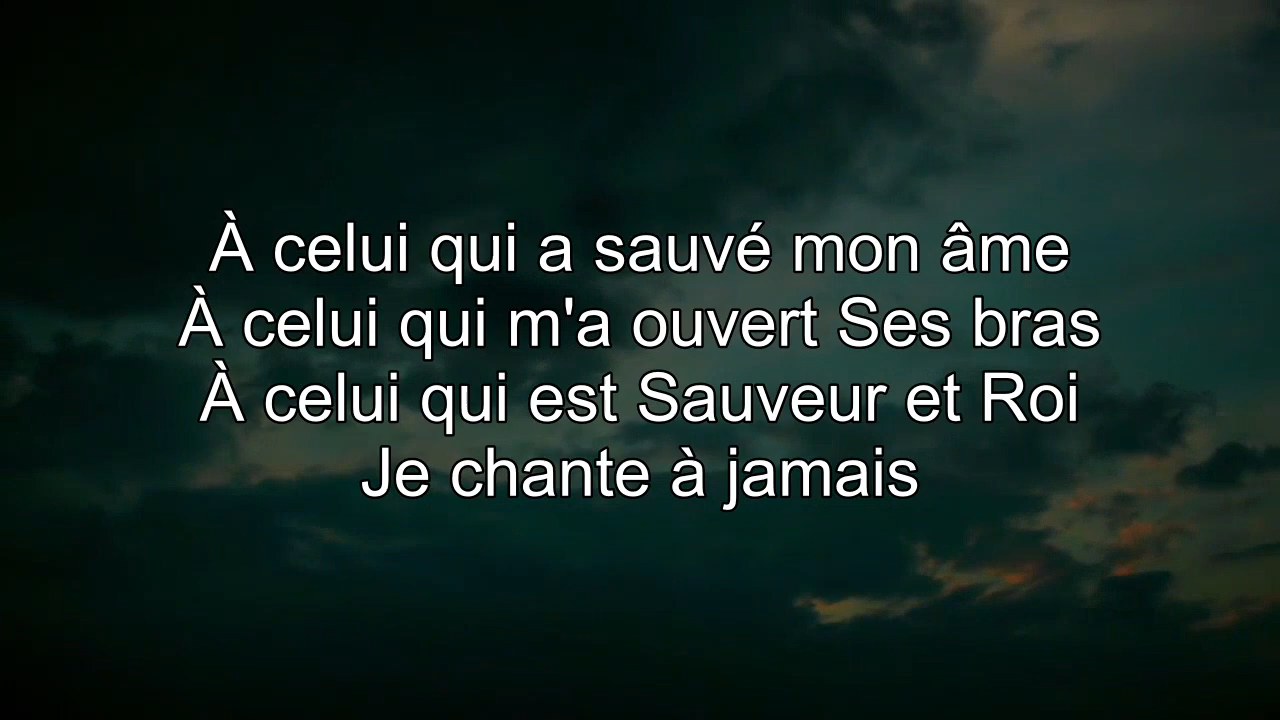 À celui qui a sauvé mon âme
À celui qui m'a ouvert Ses bras
À celui qui est Sauveur et Roi
Je chante à jamais